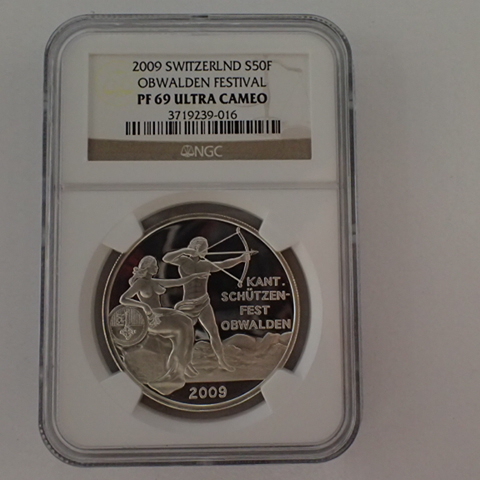 2009 SWITZERLND S50F
OBWALDEN FESTIVAL
PF 69 ULTRA CAMEO
3719239-016
NGC
KANT.
SCHÜTZEN-
FEST
OBWALDEN
2009